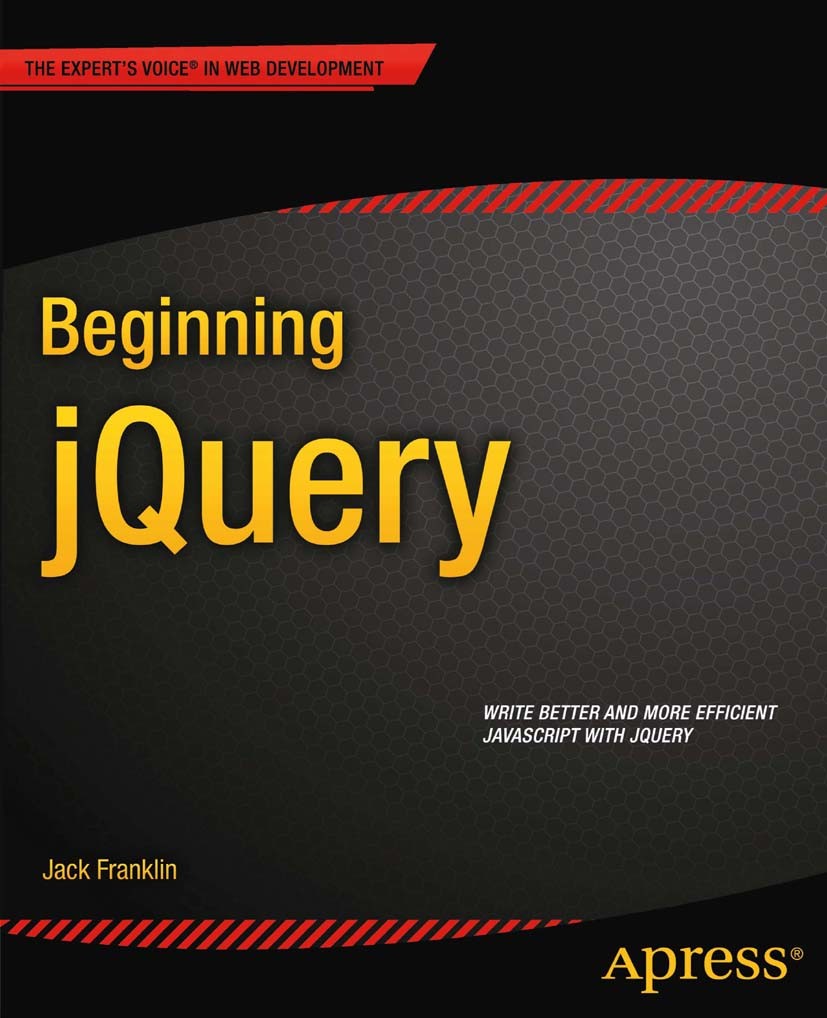 THE EXPERT'S VOICE® IN WEB DEVELOPMENT
Beginning
jQuery
WRITE BETTER AND MORE EFFICIENT
JAVASCRIPT WITH JQUERY
Jack Franklin
Apress®